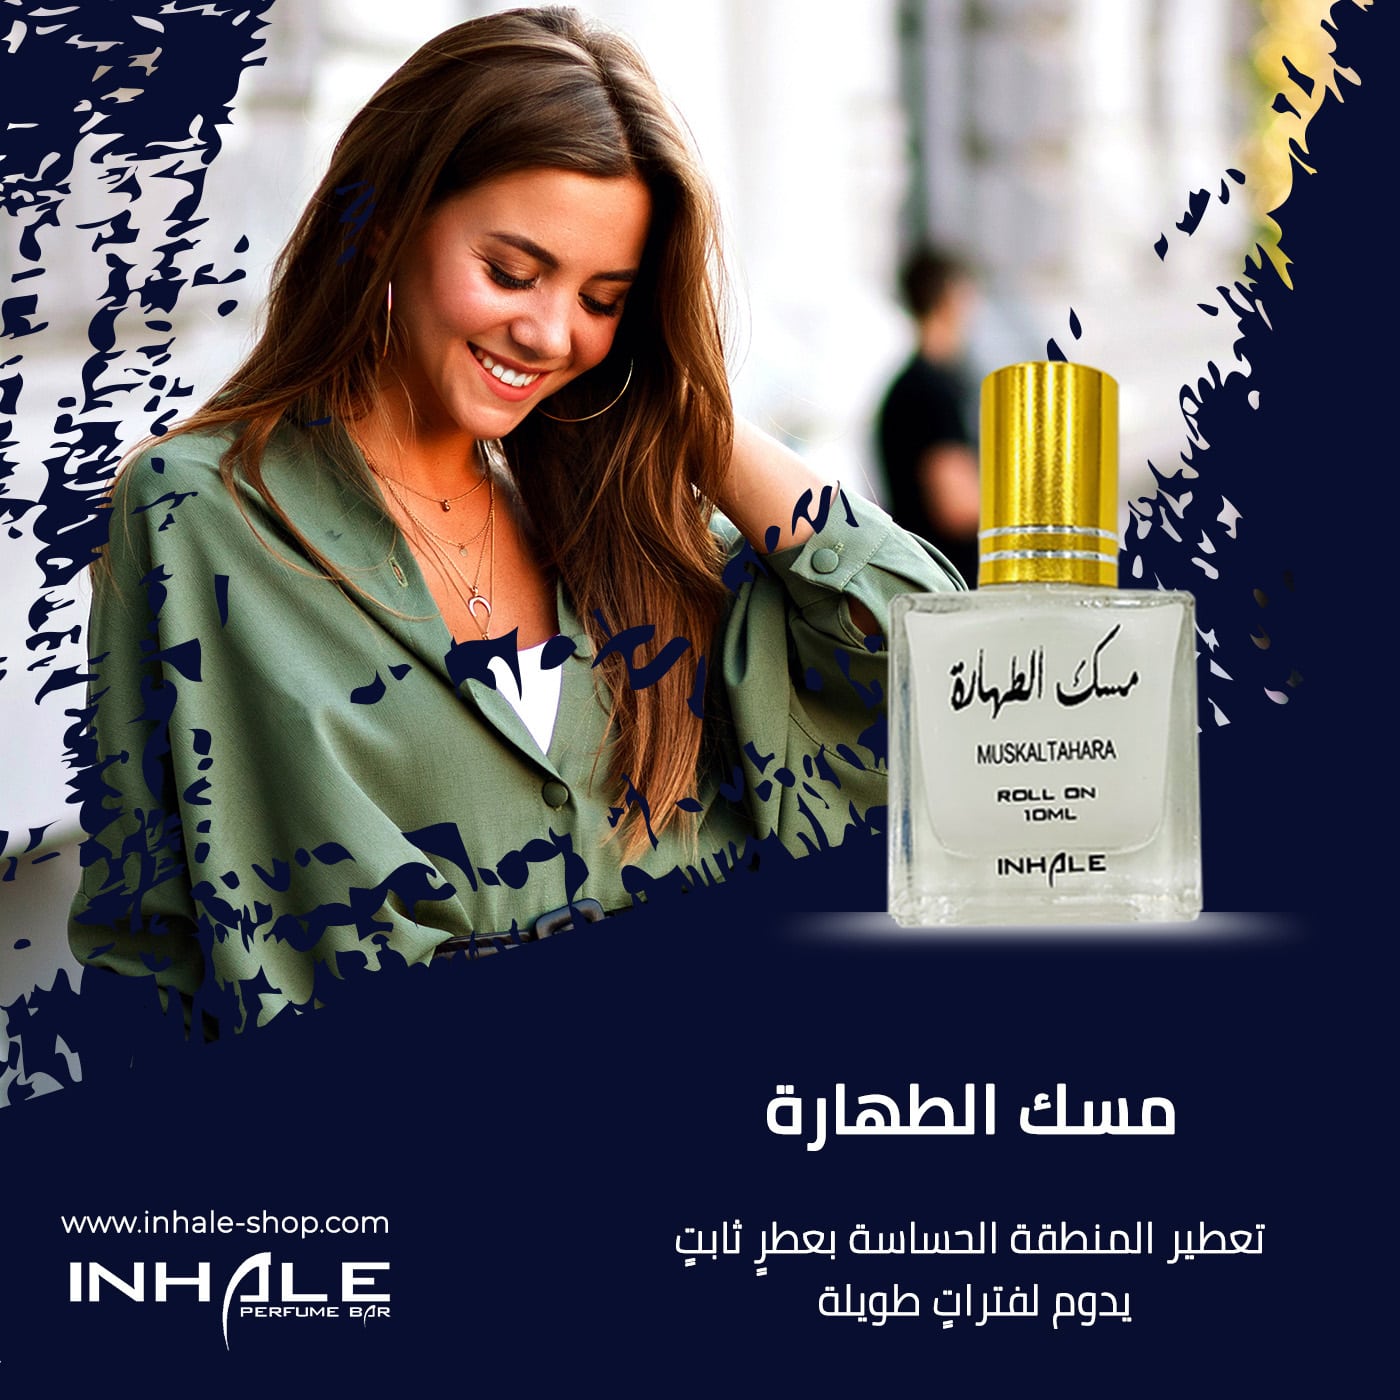 مسك الطهارة
MUSKALTAHARA
ROLL ON
10ML
INHALE
مسك الطهارة
تعطير المنطقة الحساسة بعطرٍ ثابتٍ
يدوم لفتراتٍ طويلة
www.inhale-shop.com
INHALE
PERFUME BAR